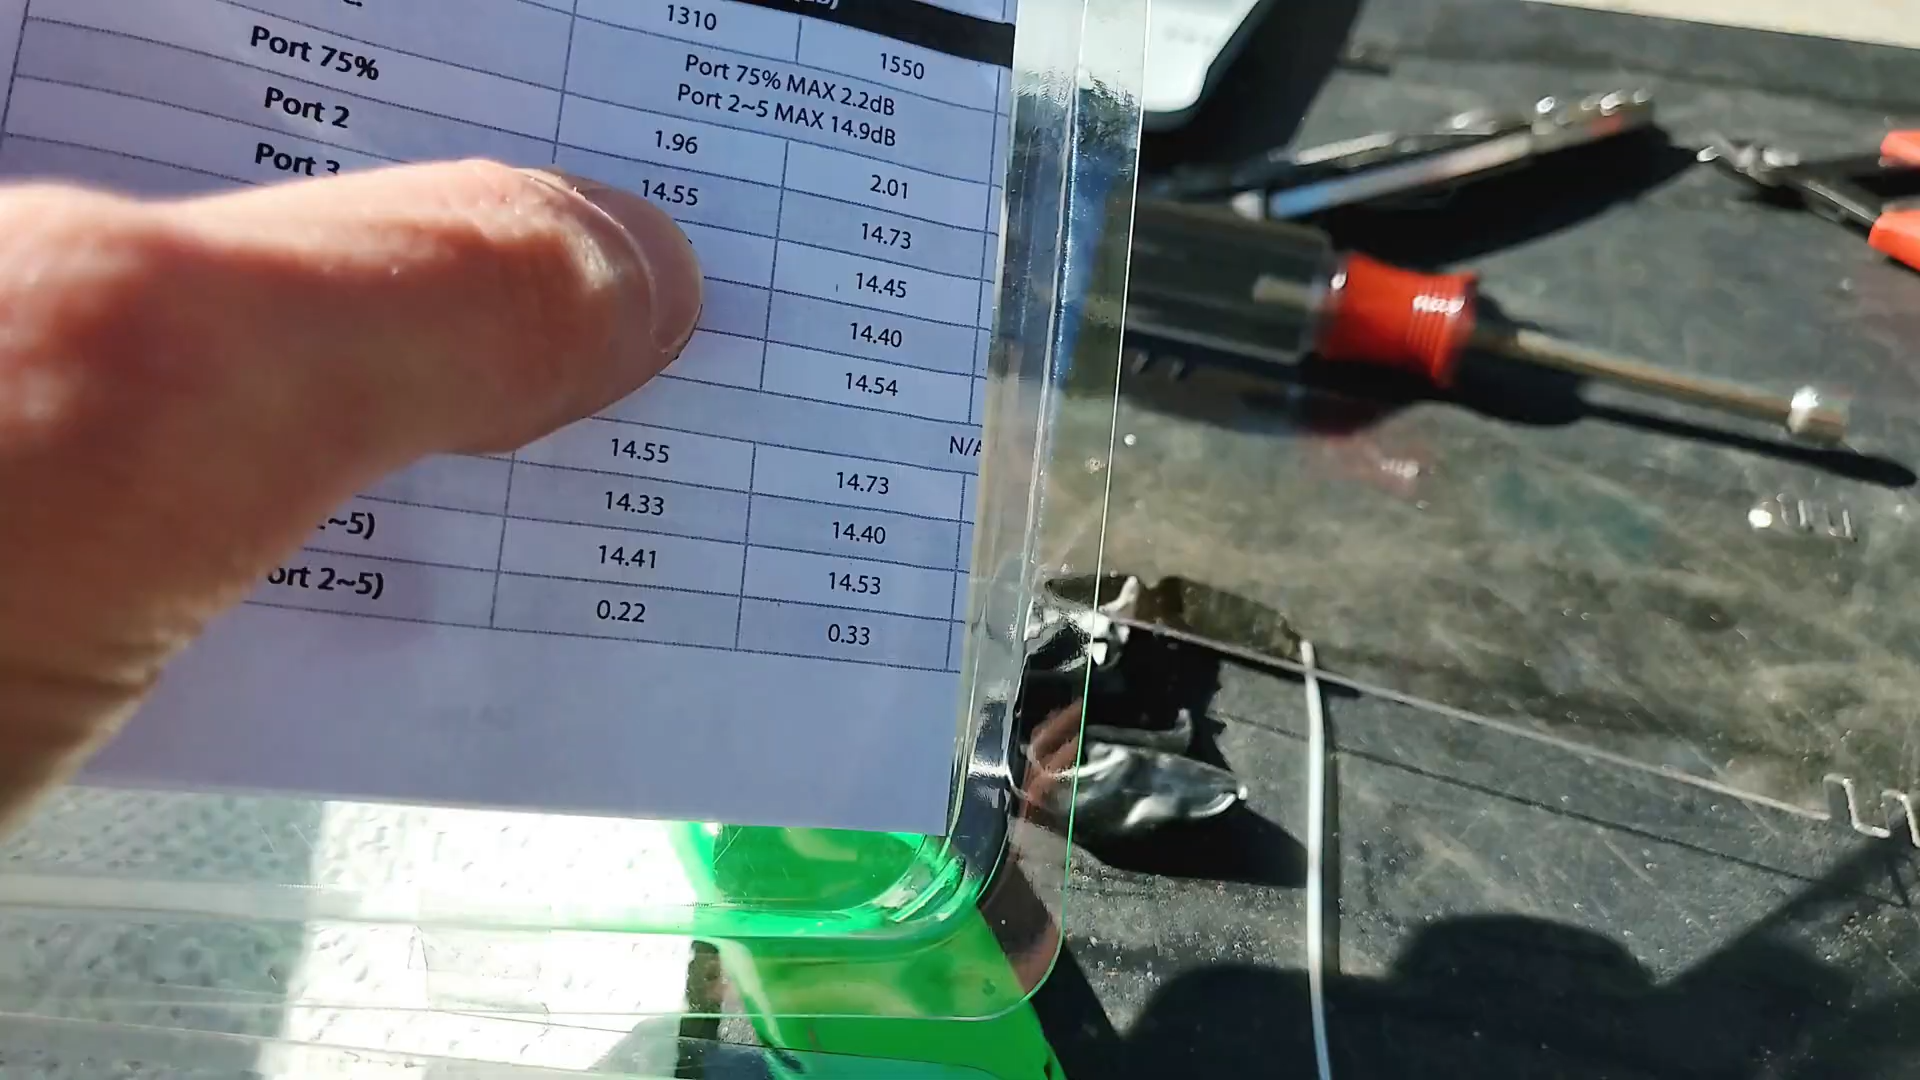 1310 1550
Port 75% MAX 2.2dB
Port 2~5 MAX 14.9dB
Port 75% 1.96 2.01
Port 2 14.55 14.73
Port 3 14.45
14.40
14.54
N/A
14.55 14.73
14.33 14.40
~5) 14.41 14.53
ort 2~5) 0.22 0.33